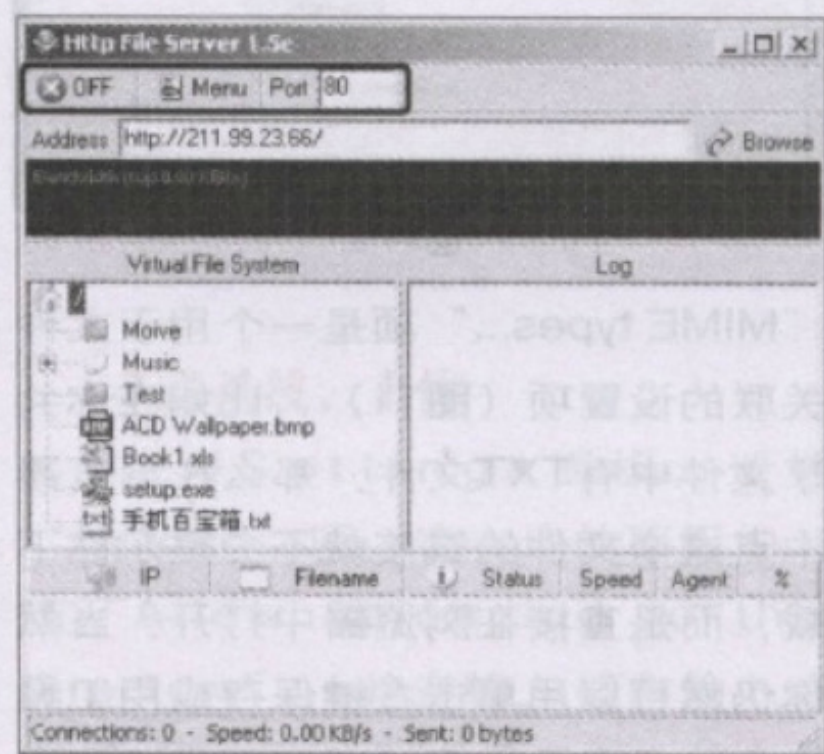 Http File Server 1.5c
OFF Menu Port 80
Address http://211.99.23.66/ Browse
Virtual File System Log
/
Moive
Music
Test
ACD Wallpaper.bmp
Book1.xls
setup.exe
手机百宝箱.txt
IP Filename Status Speed Agent %
Connections: 0 - Speed: 0.00 KB/s - Sent: 0 bytes